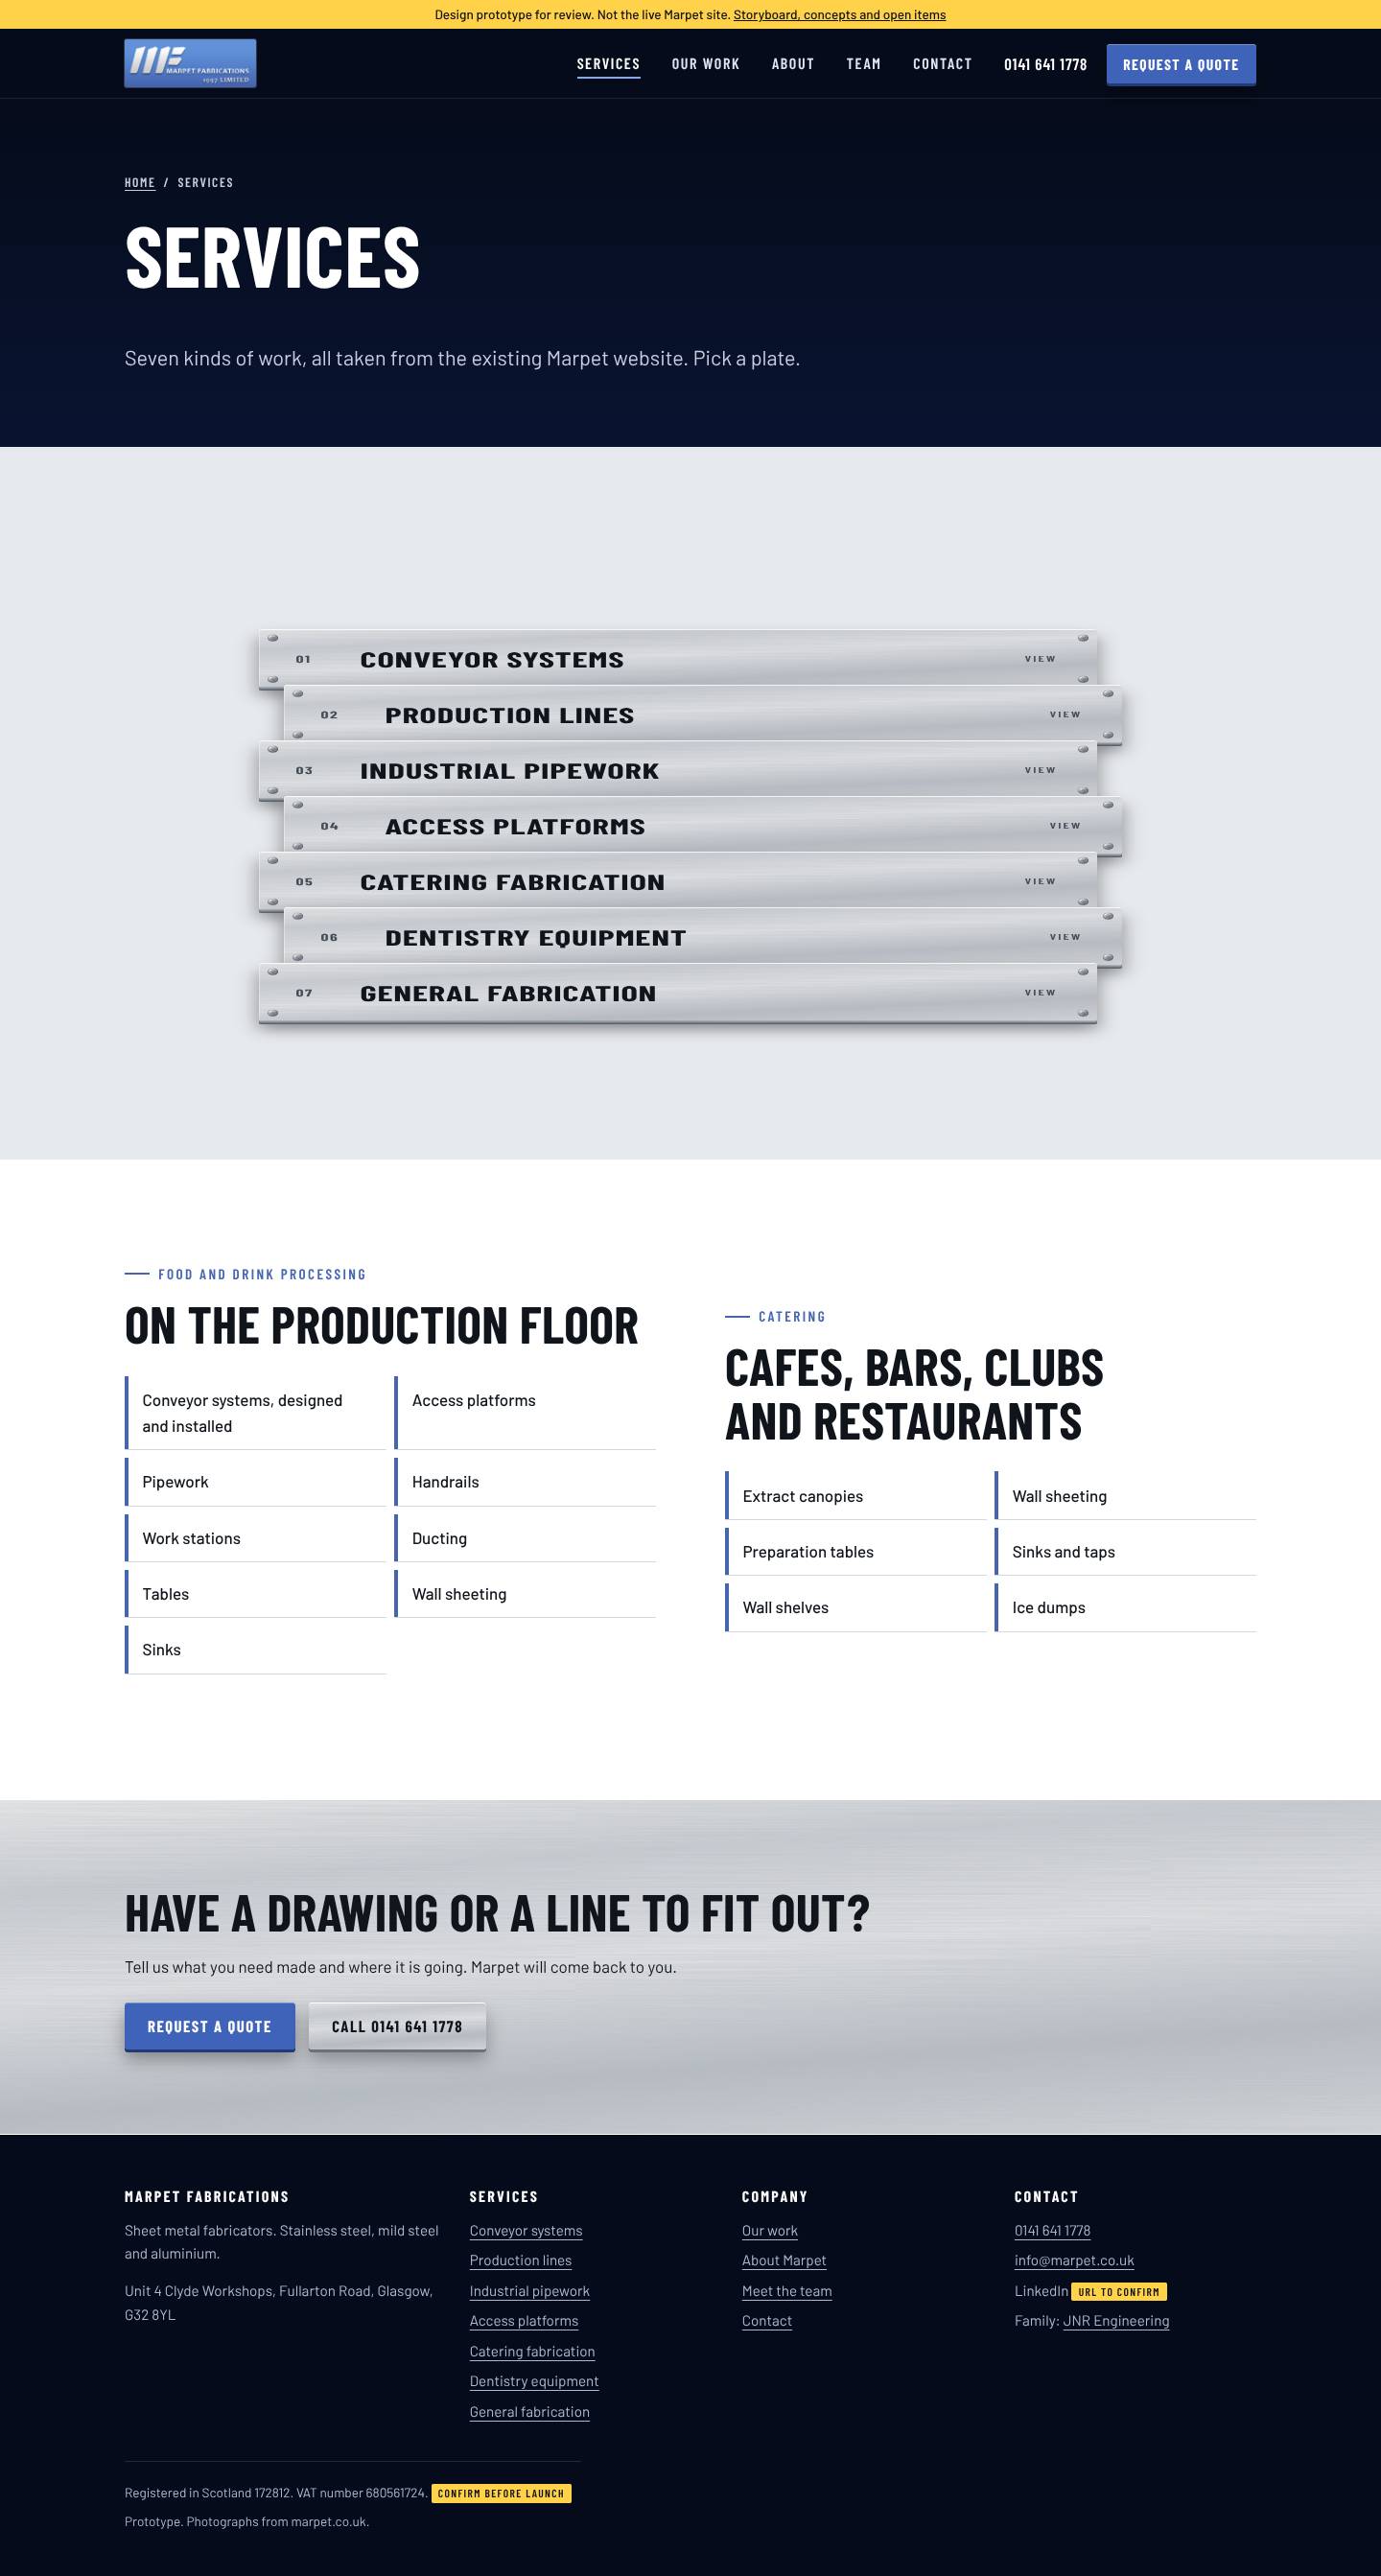 Design prototype for review. Not the live Marpet site. Storyboard, concepts and open items
MARPET FABRICATIONS
1997 LIMITED
SERVICES
OUR WORK
ABOUT
TEAM
CONTACT
0141 641 1778
REQUEST A QUOTE
HOME / SERVICES
SERVICES
Seven kinds of work, all taken from the existing Marpet website. Pick a plate.
01 CONVEYOR SYSTEMS VIEW
02 PRODUCTION LINES VIEW
03 INDUSTRIAL PIPEWORK VIEW
04 ACCESS PLATFORMS VIEW
05 CATERING FABRICATION VIEW
06 DENTISTRY EQUIPMENT VIEW
07 GENERAL FABRICATION VIEW
FOOD AND DRINK PROCESSING
ON THE PRODUCTION FLOOR
Conveyor systems, designed
and installed
Access platforms
Pipework
Handrails
Work stations
Ducting
Tables
Wall sheeting
Sinks
CATERING
CAFES, BARS, CLUBS
AND RESTAURANTS
Extract canopies
Wall sheeting
Preparation tables
Sinks and taps
Wall shelves
Ice dumps
HAVE A DRAWING OR A LINE TO FIT OUT?
Tell us what you need made and where it is going. Marpet will come back to you.
REQUEST A QUOTE
CALL 0141 641 1778
MARPET FABRICATIONS
Sheet metal fabricators. Stainless steel, mild steel
and aluminium.
Unit 4 Clyde Workshops, Fullarton Road, Glasgow,
G32 8YL
SERVICES
Conveyor systems
Production lines
Industrial pipework
Access platforms
Catering fabrication
Dentistry equipment
General fabrication
COMPANY
Our work
About Marpet
Meet the team
Contact
CONTACT
0141 641 1778
info@marpet.co.uk
LinkedIn URL TO CONFIRM
Family: JNR Engineering
Registered in Scotland 172812. VAT number 680561724. CONFIRM BEFORE LAUNCH
Prototype. Photographs from marpet.co.uk.